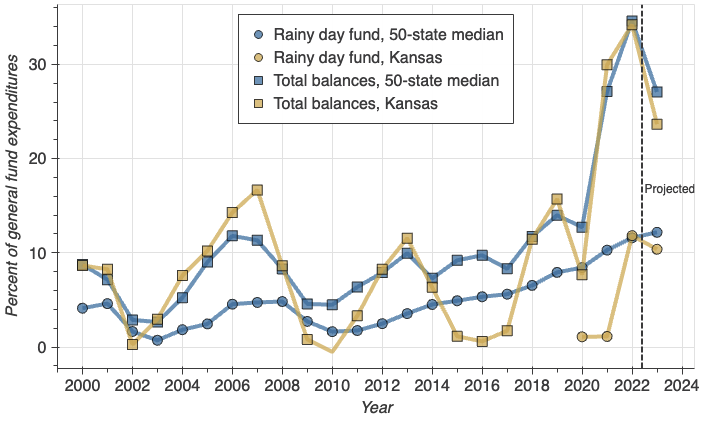 Rainy day fund, 50-state median
Rainy day fund, Kansas
Total balances, 50-state median
Total balances, Kansas
Percent of general fund expenditures
30
20
10
0
Projected
2000 2002 2004 2006 2008 2010 2012 2014 2016 2018 2020 2022 2024
Year